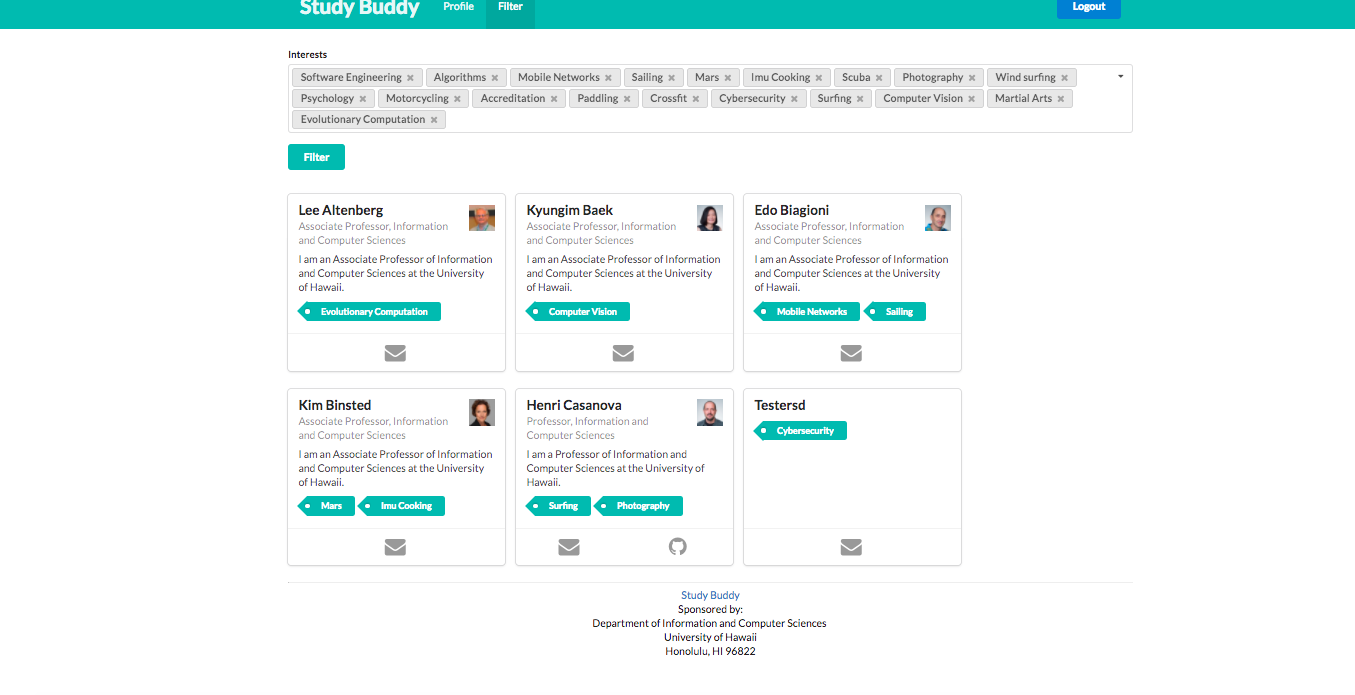 Study Buddy Profile Filter Logout
Interests
Software Engineering Algorithms Mobile Networks Sailing Mars Imu Cooking Scuba Photography Wind surfing
Psychology Motorcycling Accreditation Paddling Crossfit Cybersecurity Surfing Computer Vision Martial Arts
Evolutionary Computation
Filter
Lee Altenberg
Associate Professor, Information
and Computer Sciences
I am an Associate Professor of Information
and Computer Sciences at the University
of Hawaii.
Evolutionary Computation
Kyungim Baek
Associate Professor, Information
and Computer Sciences
I am an Associate Professor of Information
and Computer Sciences at the University
of Hawaii.
Computer Vision
Edo Biagioni
Associate Professor, Information
and Computer Sciences
I am an Associate Professor of Information
and Computer Sciences at the University
of Hawaii.
Mobile Networks Sailing
Kim Binsted
Associate Professor, Information
and Computer Sciences
I am an Associate Professor of Information
and Computer Sciences at the University
of Hawaii.
Mars Imu Cooking
Henri Casanova
Professor, Information and
Computer Sciences
I am a Professor of Information and
Computer Sciences at the University of
Hawaii.
Surfing Photography
Testersd
Cybersecurity
Study Buddy
Sponsored by:
Department of Information and Computer Sciences
University of Hawaii
Honolulu, HI 96822